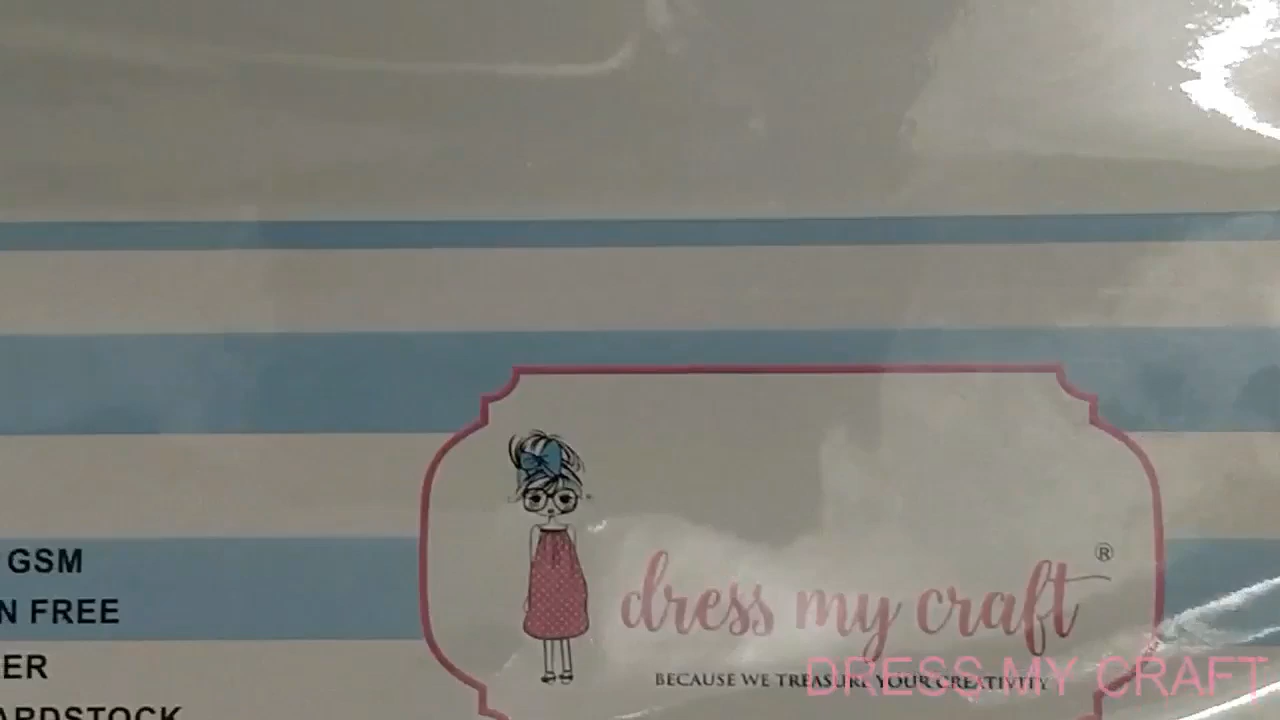 GSM
N FREE
ER
ARDSTOCK
dress my craft®
BECAUSE WE TREASURE YOUR CREATIVITY
DRESS MY CRAFT